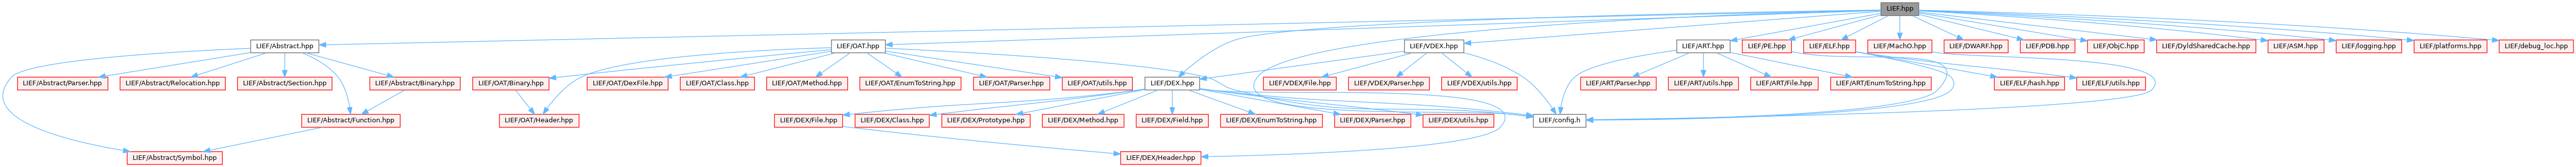 LIEF.hpp
LIEF/Abstract.hpp
LIEF/OAT.hpp
LIEF/VDEX.hpp
LIEF/ART.hpp
LIEF/PE.hpp
LIEF/ELF.hpp
LIEF/MachO.hpp
LIEF/DWARF.hpp
LIEF/PDB.hpp
LIEF/ObjC.hpp
LIEF/DyldSharedCache.hpp
LIEF/ASM.hpp
LIEF/logging.hpp
LIEF/platforms.hpp
LIEF/debug_loc.hpp
LIEF/Abstract/Parser.hpp
LIEF/Abstract/Relocation.hpp
LIEF/Abstract/Section.hpp
LIEF/Abstract/Binary.hpp
LIEF/OAT/Binary.hpp
LIEF/OAT/DexFile.hpp
LIEF/OAT/Class.hpp
LIEF/OAT/Method.hpp
LIEF/OAT/EnumToString.hpp
LIEF/OAT/Parser.hpp
LIEF/OAT/utils.hpp
LIEF/DEX.hpp
LIEF/VDEX/File.hpp
LIEF/VDEX/Parser.hpp
LIEF/VDEX/utils.hpp
LIEF/ART/Parser.hpp
LIEF/ART/utils.hpp
LIEF/ART/File.hpp
LIEF/ART/EnumToString.hpp
LIEF/ELF/hash.hpp
LIEF/ELF/utils.hpp
LIEF/Abstract/Function.hpp
LIEF/OAT/Header.hpp
LIEF/DEX/File.hpp
LIEF/DEX/Class.hpp
LIEF/DEX/Prototype.hpp
LIEF/DEX/Method.hpp
LIEF/DEX/Field.hpp
LIEF/DEX/EnumToString.hpp
LIEF/DEX/Parser.hpp
LIEF/DEX/utils.hpp
LIEF/config.h
LIEF/Abstract/Symbol.hpp
LIEF/DEX/Header.hpp